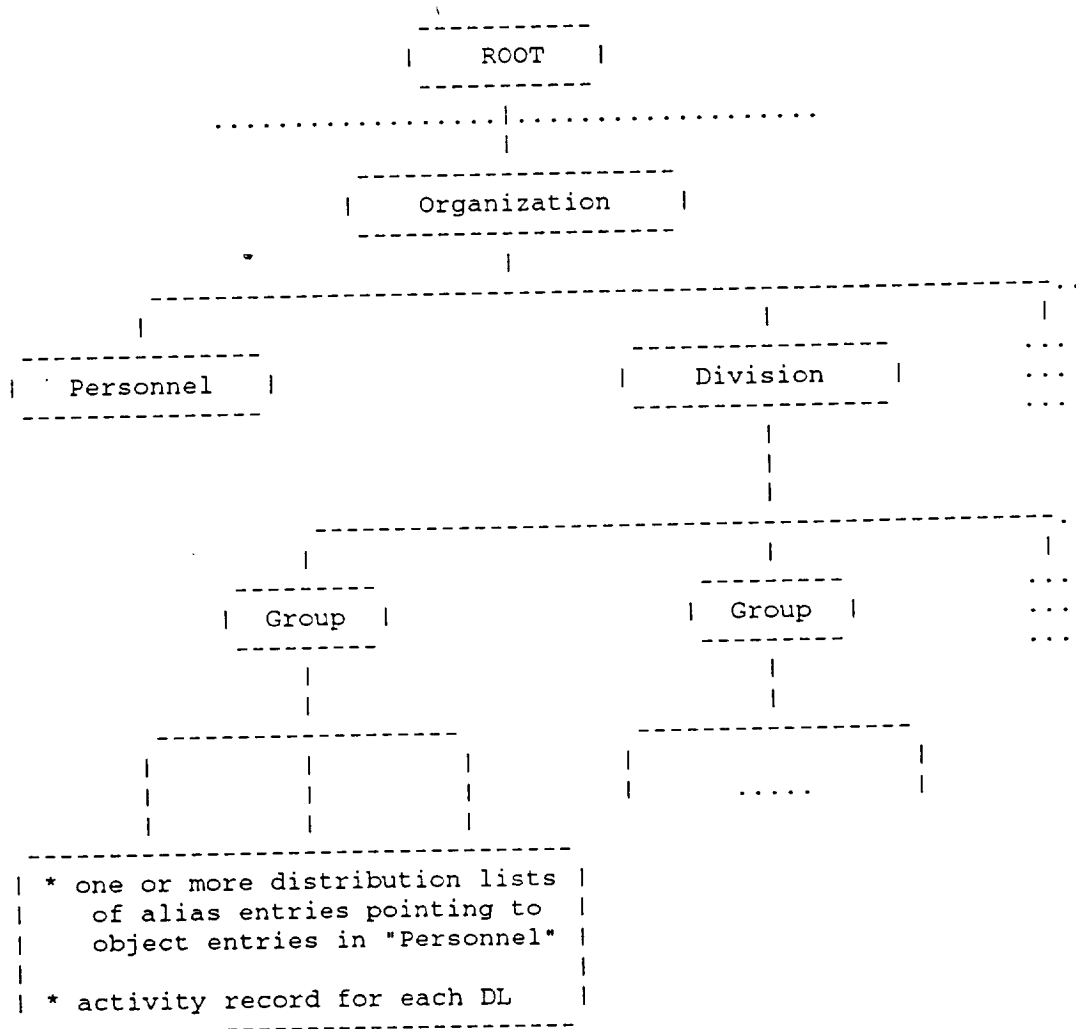 ROOT
Organization
Personnel
Division
Group
Group
.....
* one or more distribution lists
of alias entries pointing to
object entries in "Personnel"
* activity record for each DL